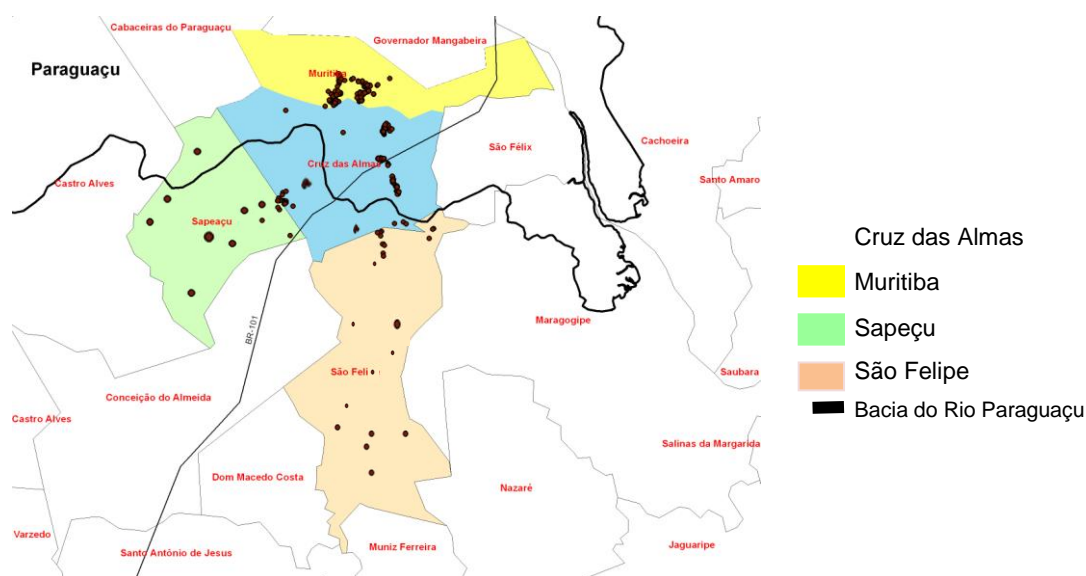 Cabaceiras do Paraguaçu
Governador Mangabeira
Paraguaçu
Muritiba
Cachoeira
São Félix
Cruz das Almas
Santo Amaro
Castro Alves
Sapeaçu
Cruz das Almas
Muritiba
Sapeçu
São Felipe
Bacia do Rio Paraguaçu
Maragogipe
BR-101
São Feli
Saubara
Conceição do Almeida
Castro Alves
Salinas da Margarida
Dom Macedo Costa
Nazaré
Varzedo
Santo Antônio de Jesus
Muniz Ferreira
Jaguaripe